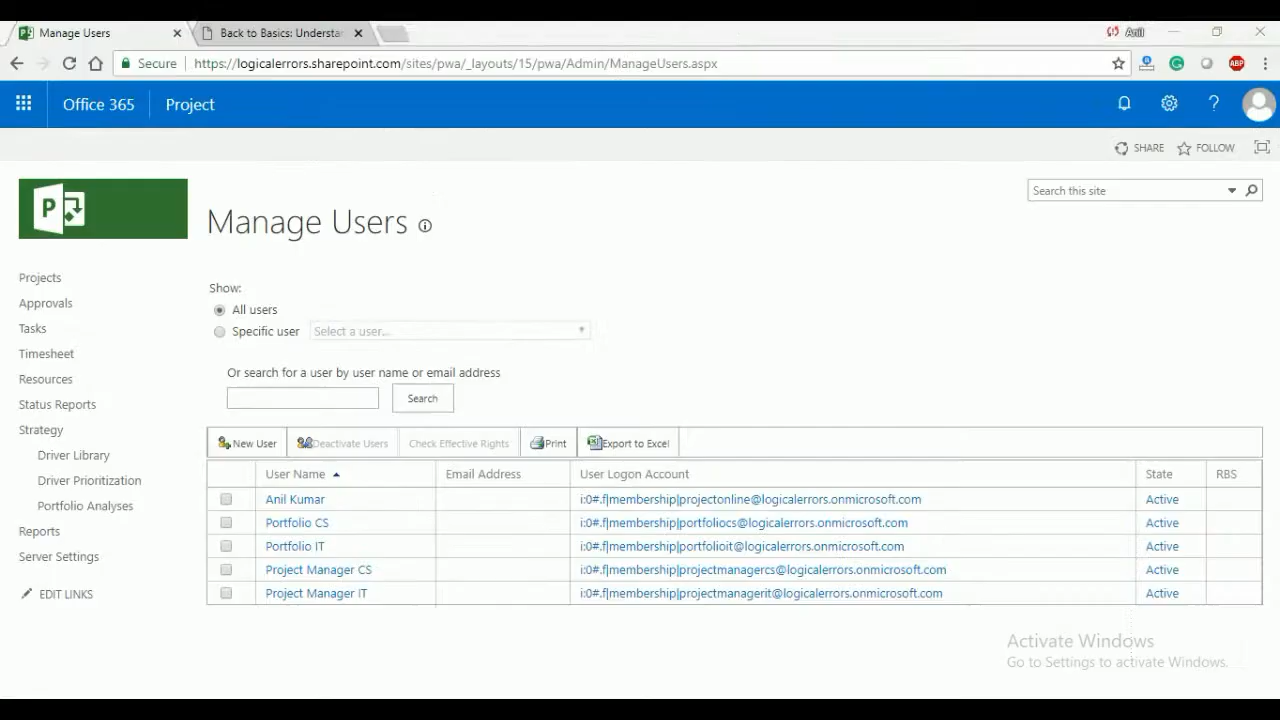 Manage Users
Back to Basics: Understa
Anil
Secure
https://logicalerrors.sharepoint.com/sites/pwa/_layouts/15/pwa/Admin/ManageUsers.aspx
ABP
Office 365
Project
?
SHARE
FOLLOW
P
Manage Users
Search this site
Projects
Approvals
Tasks
Timesheet
Resources
Status Reports
Strategy
Driver Library
Driver Prioritization
Portfolio Analyses
Reports
Server Settings
EDIT LINKS
Show:
All users
Specific user
Select a user...
Or search for a user by user name or email address
Search
New User
Deactivate Users
Check Effective Rights
Print
Export to Excel
User Name Email Address User Logon Account State RBS
Anil Kumar i:0#.f|membership|projectonline@logicalerrors.onmicrosoft.com Active
Portfolio CS i:0#.f|membership|portfoliocs@logicalerrors.onmicrosoft.com Active
Portfolio IT i:0#.f|membership|portfolioit@logicalerrors.onmicrosoft.com Active
Project Manager CS i:0#.f|membership|projectmanagercs@logicalerrors.onmicrosoft.com Active
Project Manager IT i:0#.f|membership|projectmanagerit@logicalerrors.onmicrosoft.com Active
Activate Windows
Go to Settings to activate Windows.